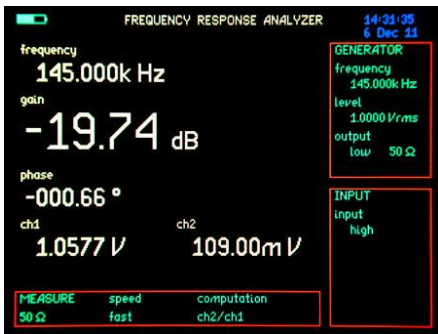 FREQUENCY RESPONSE ANALYZER
14:31:35
6 Dec 11
frequency
145.000k Hz
gain
-19.74 dB
phase
-000.66 °
ch1
ch2
1.0577 V
109.00m V
GENERATOR
frequency
145.000k Hz
level
1.0000 Vrms
output
low 50 Ω
INPUT
input
high
MEASURE speed computation
50 Ω fast ch2/ch1